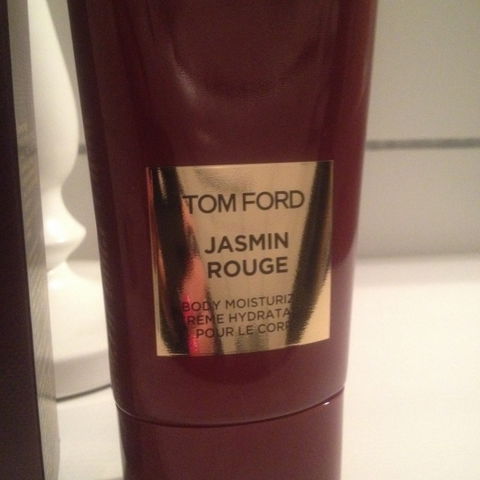 TOM FORD
JASMIN
ROUGE
BODY MOISTURIZ
RÈME HYDRATA
POUR LE CORP